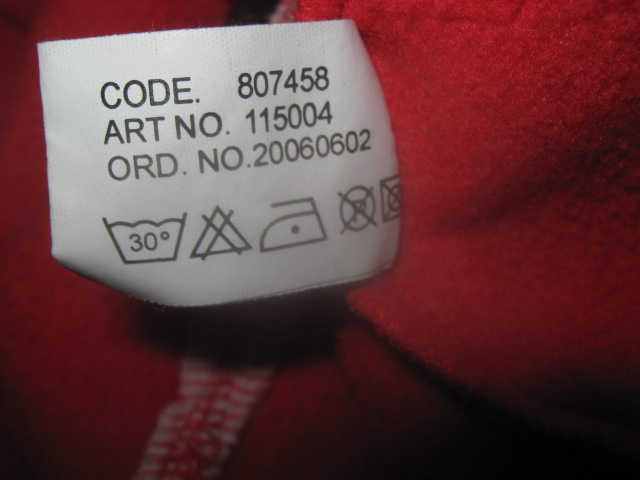 CODE. 807458
ART NO. 115004
ORD. NO.20060602
30°